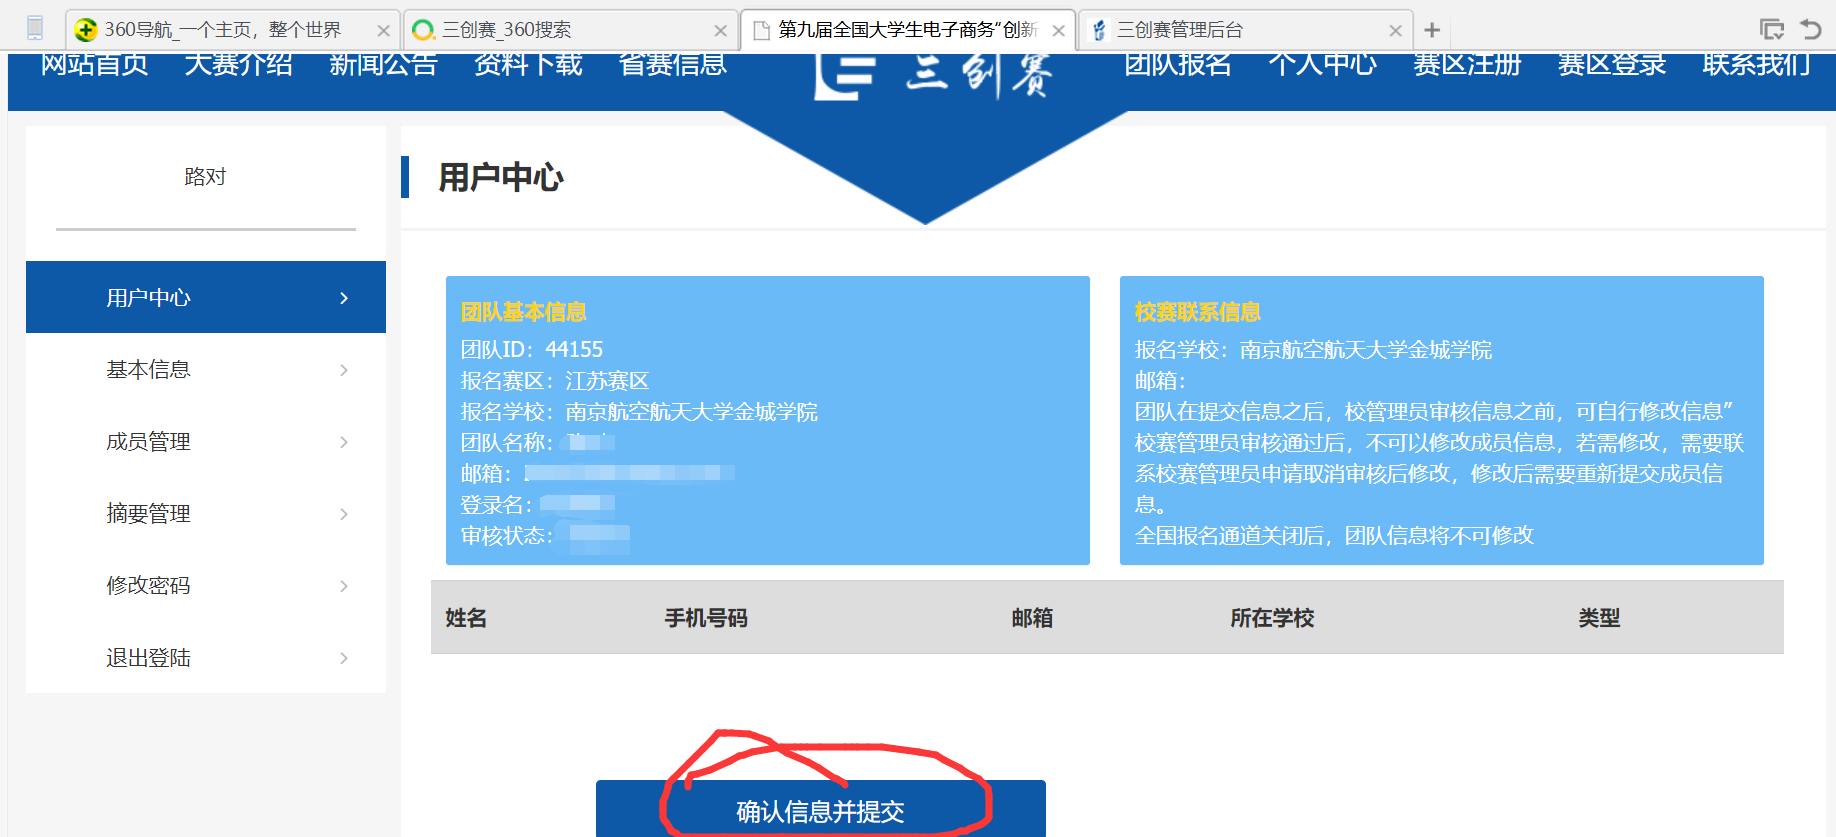 360导航_一个主页，整个世界
三创赛_360搜索
第九届全国大学生电子商务“创新
三创赛管理后台
网站首页 大赛介绍 新闻公告 资料下载 省赛信息 三创赛 团队报名 个人中心 赛区注册 赛区登录 联系我们
路对
用户中心
基本信息
成员管理
摘要管理
修改密码
退出登陆
用户中心
团队基本信息
团队ID：44155
报名赛区：江苏赛区
报名学校：南京航空航天大学金城学院
团队名称：
邮箱：
登录名：
审核状态：
校赛联系信息
报名学校：南京航空航天大学金城学院
邮箱：
团队在提交信息之后，校管理员审核信息之前，可自行修改信息”
校赛管理员审核通过后，不可以修改成员信息，若需修改，需要联
系校赛管理员申请取消审核后修改，修改后需要重新提交成员信
息。
全国报名通道关闭后，团队信息将不可修改
姓名 手机号码 邮箱 所在学校 类型
确认信息并提交